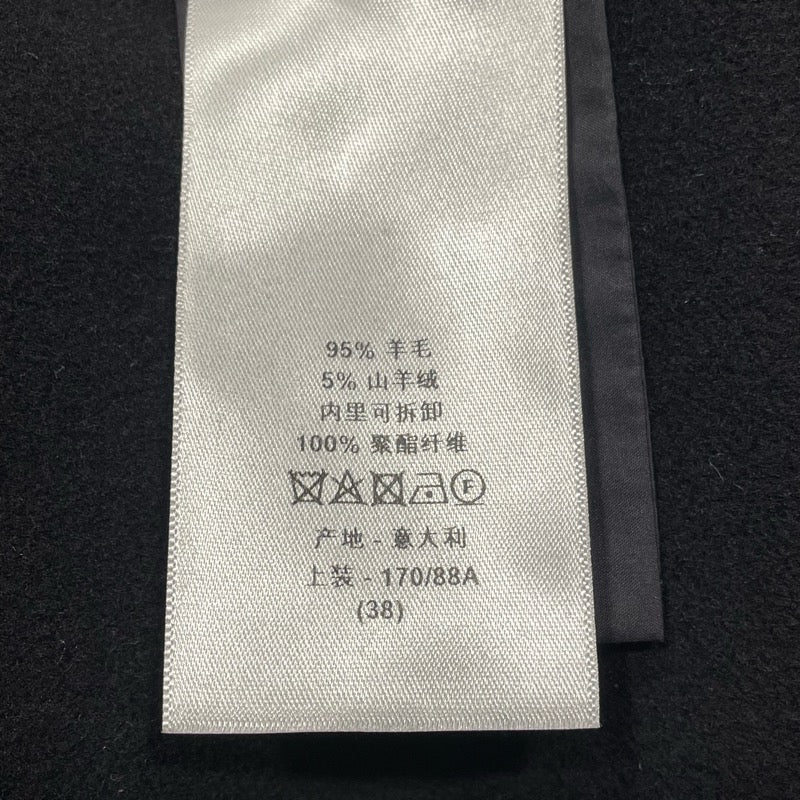 95% 羊毛
5% 山羊绒
内里可拆卸
100% 聚酯纤维
F
产地 - 意大利
上装 - 170/88A
(38)